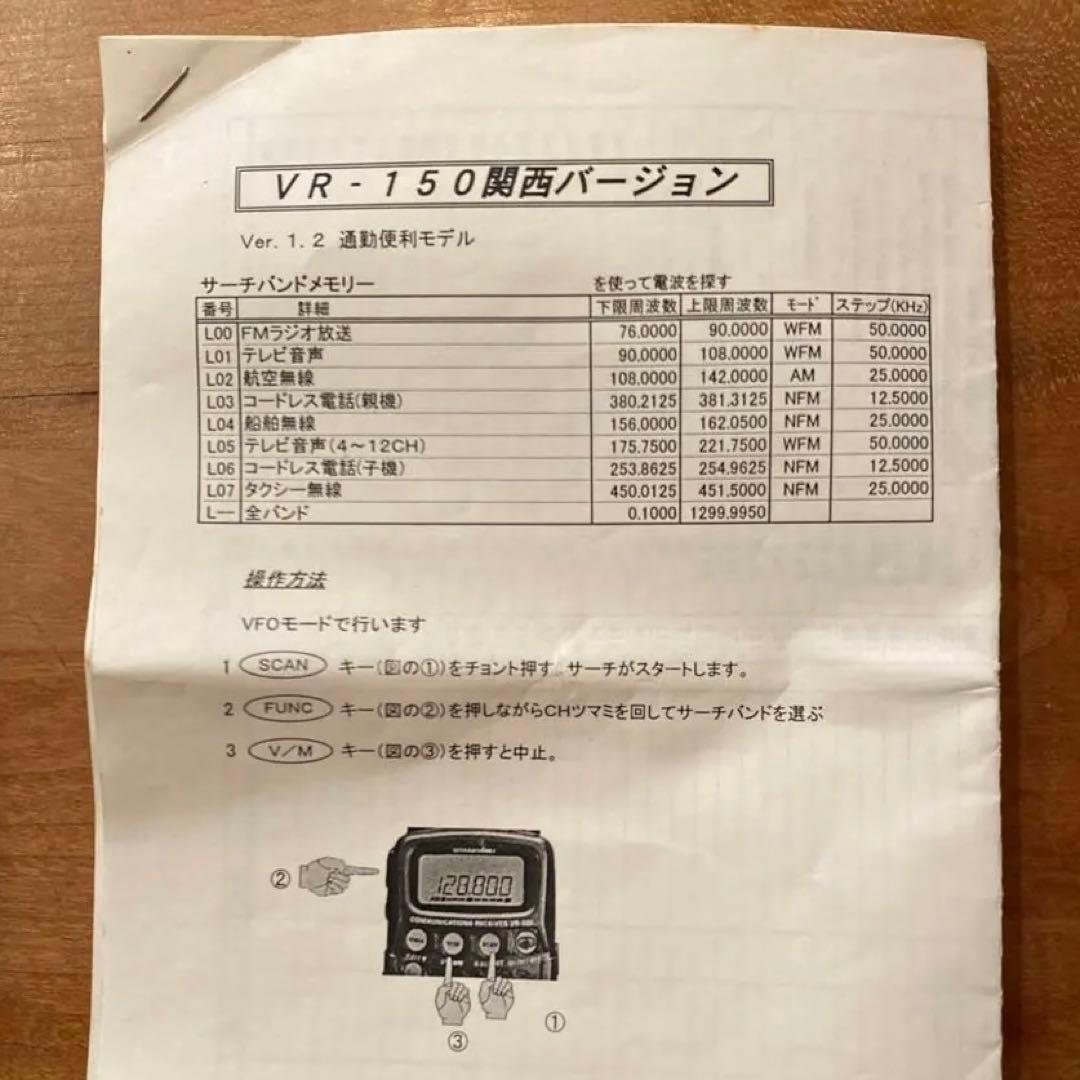 VR-150関西バージョン
Ver.1.2 通勤便利モデル
サーチバンドメモリー を使って電波を探す
番号 詳細 下限周波数 上限周波数 モード ステップ(KHz)
L00 FMラジオ放送 76.0000 90.0000 WFM 50.0000
L01 テレビ音声 90.0000 108.0000 WFM 50.0000
L02 航空無線 108.0000 142.0000 AM 25.0000
L03 コードレス電話(親機) 380.2125 381.3125 NFM 12.5000
L04 船舶無線 156.0000 162.0500 NFM 25.0000
L05 テレビ音声(4~12CH) 175.7500 221.7500 WFM 50.0000
L06 コードレス電話(子機) 253.8625 254.9625 NFM 12.5000
L07 タクシー無線 450.0125 451.5000 NFM 25.0000
L-- 全バンド 0.1000 1299.9950
操作方法
VFOモードで行います
1 SCAN キー(図の①)をチョント押す。サーチがスタートします。
2 FUNC キー(図の②)を押しながらCHツマミを回してサーチバンドを選ぶ
3 V/M キー(図の③)を押すと中止。
②
128.800
COMMUNICATIONS RECEIVER
①
③